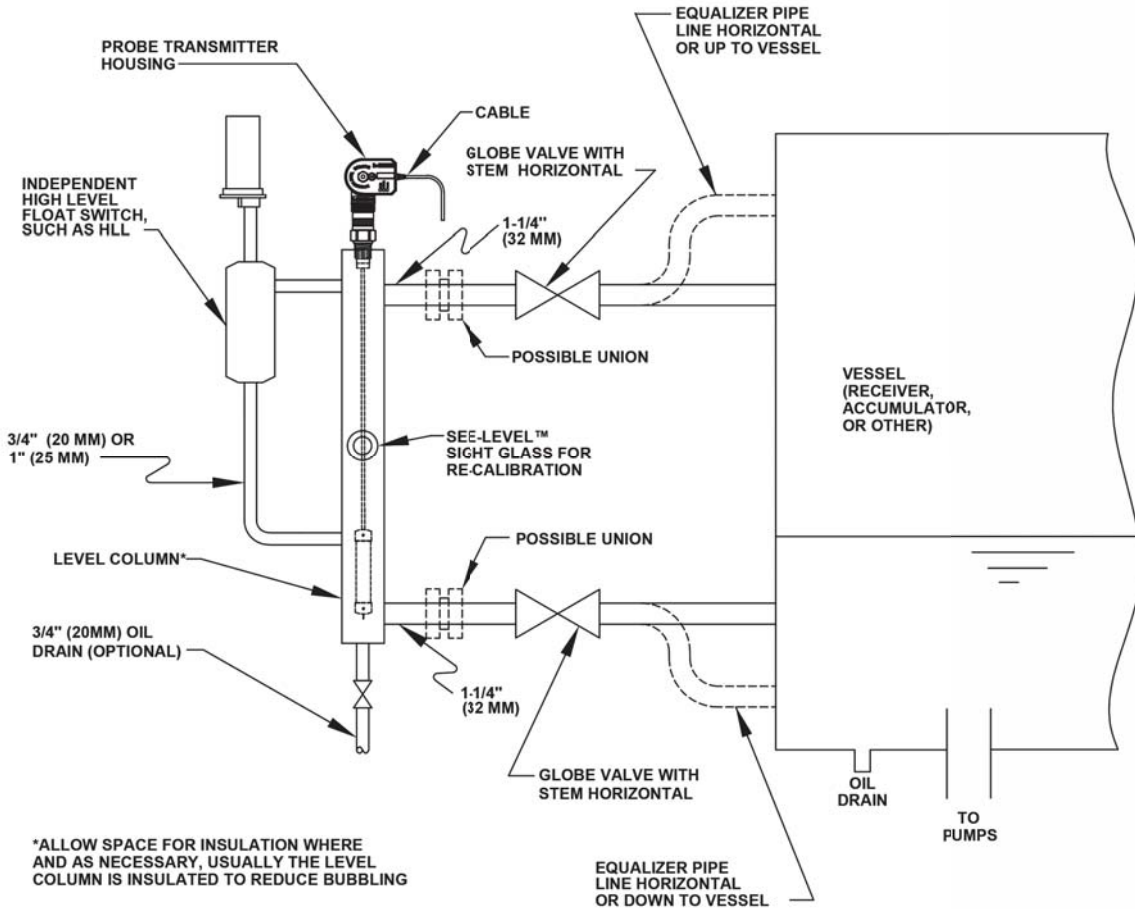 EQUALIZER PIPE
LINE HORIZONTAL
OR UP TO VESSEL
PROBE TRANSMITTER
HOUSING
CABLE
GLOBE VALVE WITH
STEM HORIZONTAL
INDEPENDENT
HIGH LEVEL
FLOAT SWITCH,
SUCH AS HLL
1-1/4"
(32 MM)
POSSIBLE UNION
VESSEL
(RECEIVER,
ACCUMULATOR,
OR OTHER)
3/4" (20 MM) OR
1" (25 MM)
SEE-LEVEL™
SIGHT GLASS FOR
RE-CALIBRATION
POSSIBLE UNION
LEVEL COLUMN*
3/4" (20MM) OIL
DRAIN (OPTIONAL)
1-1/4"
(32 MM)
GLOBE VALVE WITH
STEM HORIZONTAL
OIL
DRAIN
TO
PUMPS
*ALLOW SPACE FOR INSULATION WHERE
AND AS NECESSARY, USUALLY THE LEVEL
COLUMN IS INSULATED TO REDUCE BUBBLING
EQUALIZER PIPE
LINE HORIZONTAL
OR DOWN TO VESSEL